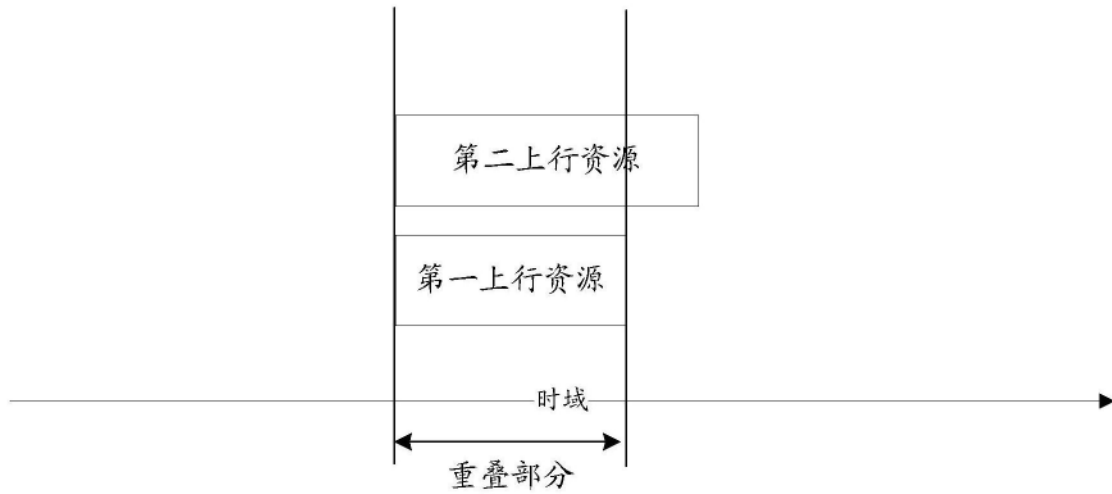 第二上行资源
第一上行资源
时域
重叠部分